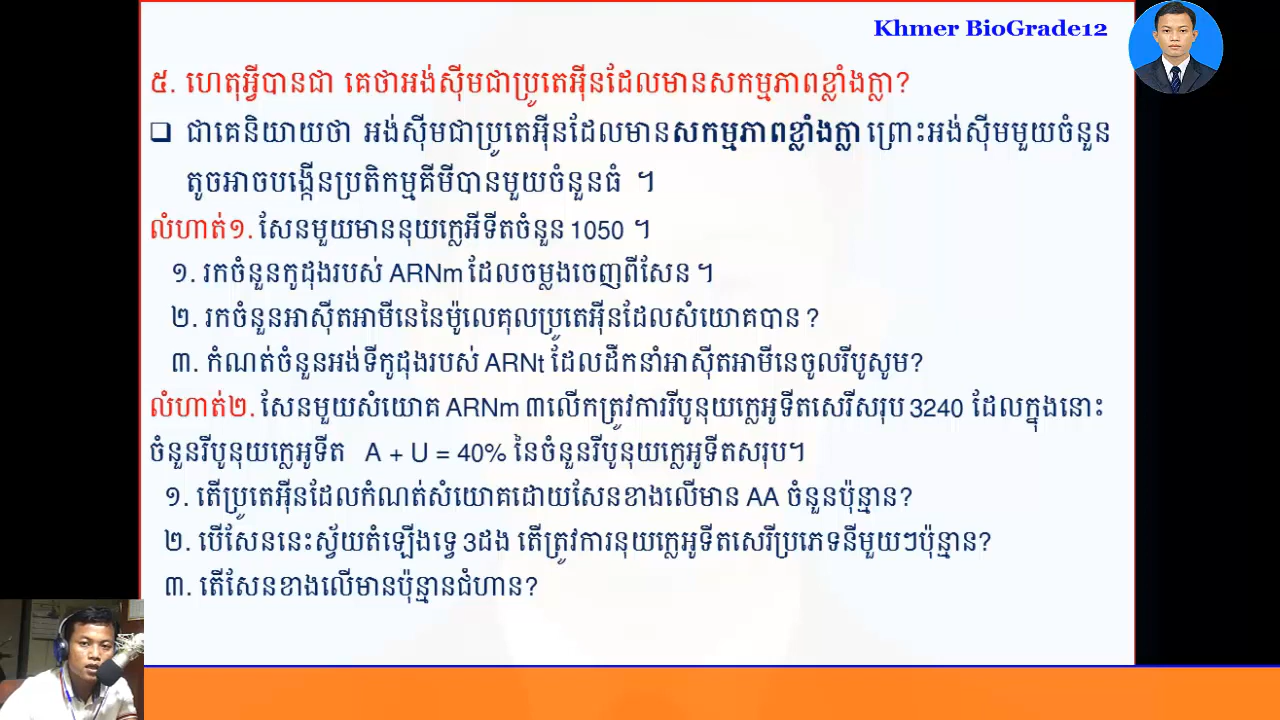 Khmer BioGrade12
៥. ហេតុអ្វីបានជា គេថាអង់ស៊ីមជាប្រូតេអ៊ីនដែលមានសកម្មភាពខ្លាំងក្លា?
❑ ជាគេនិយាយថា អង់ស៊ីមជាប្រូតេអ៊ីនដែលមានសកម្មភាពខ្លាំងក្លា ព្រោះអង់ស៊ីមមួយចំនួន
តូចអាចបង្កើនប្រតិកម្មគីមីបានមួយចំនួនធំ ។
លំហាត់១. សែនមួយមាននុយក្លេអីទីតចំនួន 1050 ។
១. រកចំនួនកូដុងរបស់ ARNm ដែលចម្លងចេញពីសែន ។
២. រកចំនួនអាស៊ីតអាមីនេនៃម៉ូលេគុលប្រូតេអ៊ីនដែលសំយោគបាន ?
៣. កំណត់ចំនួនអង់ទីកូដុងរបស់ ARNt ដែលដឹកនាំអាស៊ីតអាមីនេចូលរីបូសូម?
លំហាត់២. សែនមួយសំយោគ ARNm ៣លើកត្រូវការរីបូនុយក្លេអូទីតសេរីសរុប 3240 ដែលក្នុងនោះ
ចំនួនរីបូនុយក្លេអូទីត A + U = 40% នៃចំនួនរីបូនុយក្លេអូទីតសរុប។
១. តើប្រូតេអ៊ីនដែលកំណត់សំយោគដោយសែនខាងលើមាន AA ចំនួនប៉ុន្មាន?
២. បើសែននេះស្វ័យតំឡើងទ្វេ 3ដង តើត្រូវការនុយក្លេអូទីតសេរីប្រភេទនីមួយៗប៉ុន្មាន?
៣. តើសែនខាងលើមានប៉ុន្មានជំហាន?